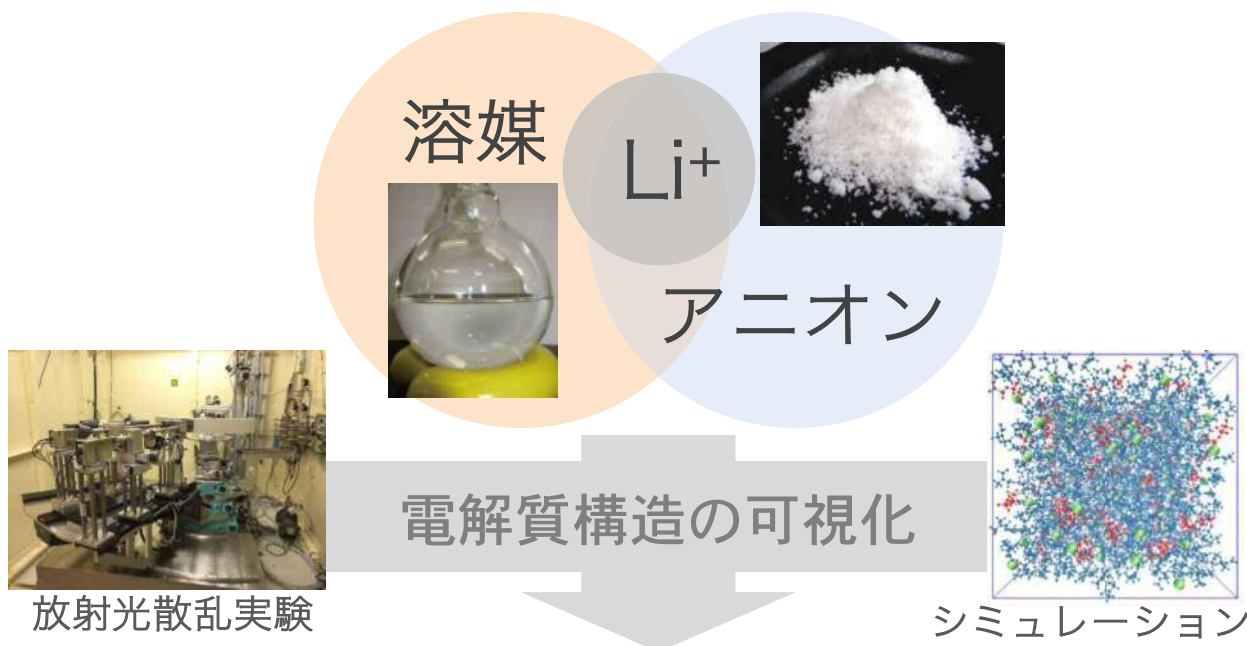 溶媒
Li⁺
アニオン
電解質構造の可視化
放射光散乱実験
シミュレーション